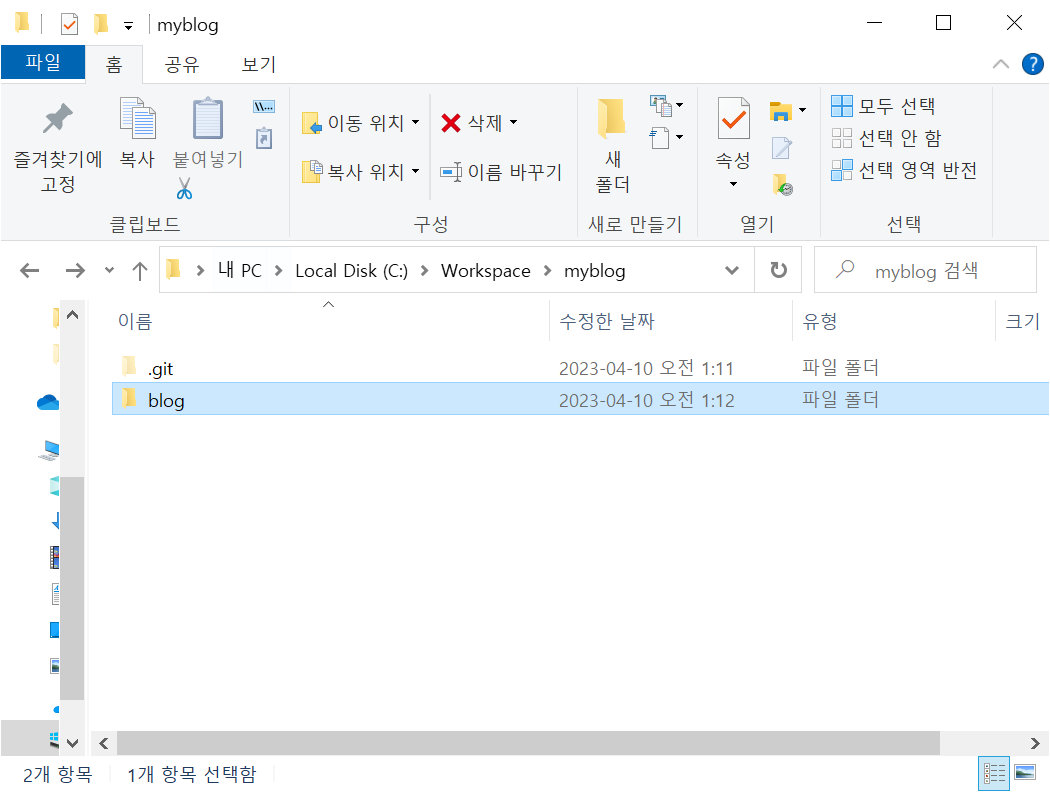 myblog
파일 홈 공유 보기
즐겨찾기에 고정
복사
붙여넣기
이동 위치
복사 위치
삭제
이름 바꾸기
새 폴더
속성
모두 선택
선택 안 함
선택 영역 반전
클립보드 구성 새로 만들기 열기 선택
내 PC Local Disk (C:) Workspace myblog
myblog 검색
이름 수정한 날짜 유형 크기
.git 2023-04-10 오전 1:11 파일 폴더
blog 2023-04-10 오전 1:12 파일 폴더
2개 항목 1개 항목 선택함